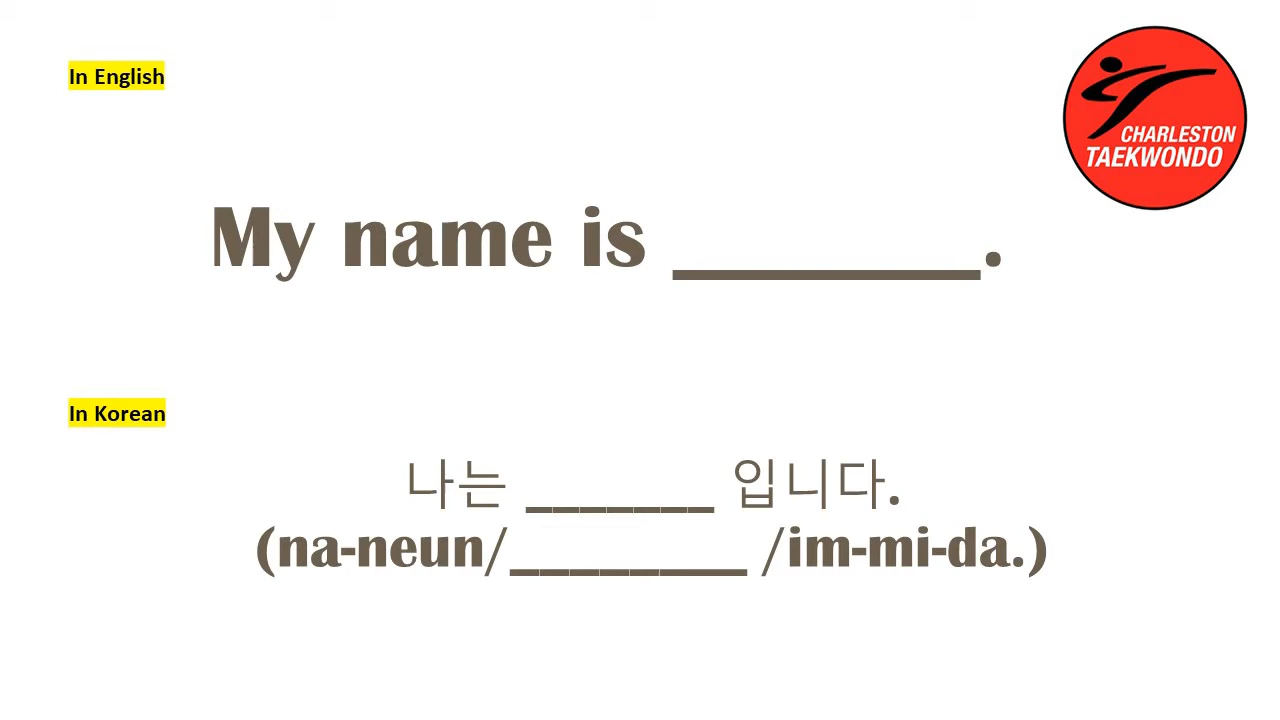 In English
CHARLESTON
TAEKWONDO
My name is _______.
In Korean
나는 _______ 입니다.
(na-neun/________ /im-mi-da.)